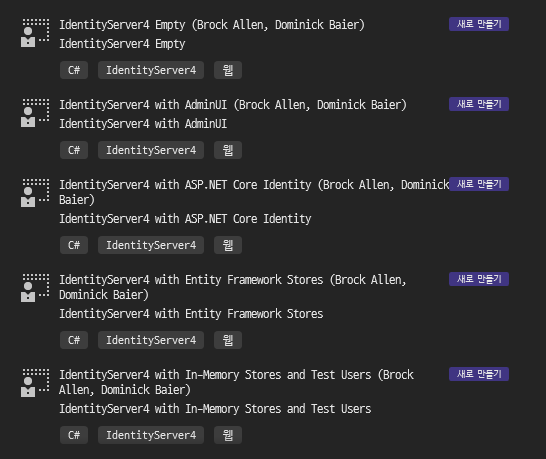 IdentityServer4 Empty (Brock Allen, Dominick Baier) 새로 만들기
IdentityServer4 Empty
C# IdentityServer4 웹
IdentityServer4 with AdminUI (Brock Allen, Dominick Baier) 새로 만들기
IdentityServer4 with AdminUI
C# IdentityServer4 웹
IdentityServer4 with ASP.NET Core Identity (Brock Allen, Dominick 새로 만들기
Baier)
IdentityServer4 with ASP.NET Core Identity
C# IdentityServer4 웹
IdentityServer4 with Entity Framework Stores (Brock Allen, 새로 만들기
Dominick Baier)
IdentityServer4 with Entity Framework Stores
C# IdentityServer4 웹
IdentityServer4 with In-Memory Stores and Test Users (Brock 새로 만들기
Allen, Dominick Baier)
IdentityServer4 with In-Memory Stores and Test Users
C# IdentityServer4 웹